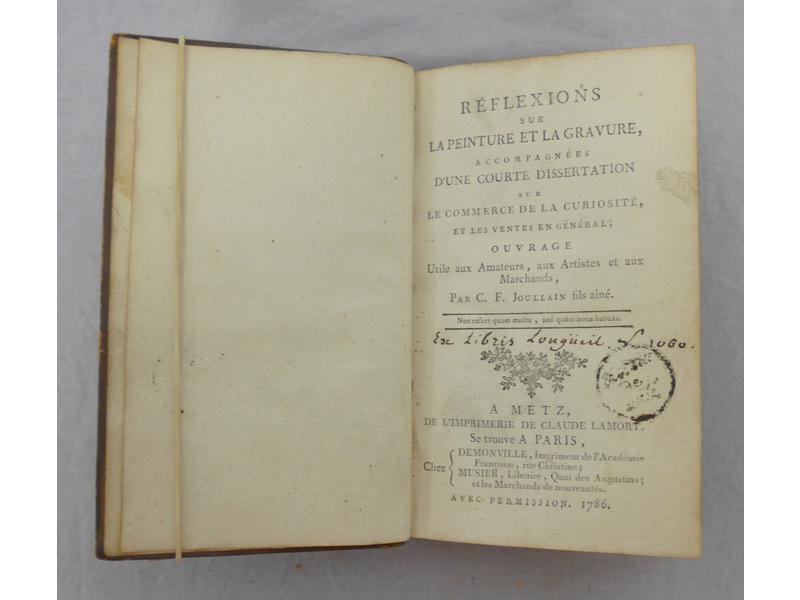 RÉFLEXIONS
SUR
LA PEINTURE ET LA GRAVURE,
ACCOMPAGNÉES
D'UNE COURTE DISSERTATION
SUR
LE COMMERCE DE LA CURIOSITÉ,
ET LES VENTES EN GÉNÉRAL;
OUVRAGE
Utile aux Amateurs, aux Artistes et aux
Marchands,
PAR C. F. JOULLAIN fils ainé.
Non refert quàm multa, sed quàm bona habeas.
Ex Libris Longüeil. N. 1060.
A METZ,
DE L'IMPRIMERIE DE CLAUDE LAMORT.
Se trouve A PARIS,
Chez
DEMONVILLE, Imprimeur de l'Académie
Françoise, rue Christine;
MUSIER, Libraire, Quai des Augustins;
et les Marchands de nouveautés.
AVEC PERMISSION. 1786.